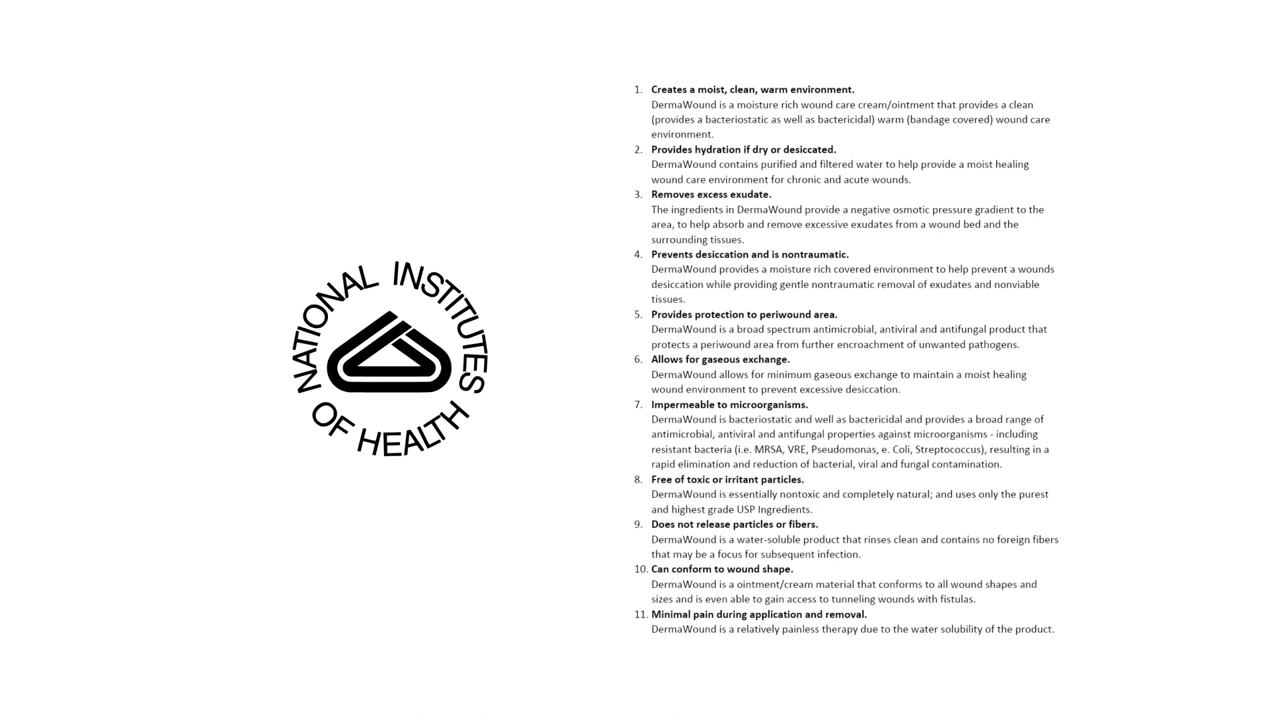 NATIONAL INSTITUTES
OF HEALTH
1. Creates a moist, clean, warm environment.
DermaWound is a moisture rich wound care cream/ointment that provides a clean
(provides a bacteriostatic as well as bactericidal) warm (bandage covered) wound care
environment.
2. Provides hydration if dry or desiccated.
DermaWound contains purified and filtered water to help provide a moist healing
wound care environment for chronic and acute wounds.
3. Removes excess exudate.
The ingredients in DermaWound provide a negative osmotic pressure gradient to the
area, to help absorb and remove excessive exudates from a wound bed and the
surrounding tissues.
4. Prevents desiccation and is nontraumatic.
DermaWound provides a moisture rich covered environment to help prevent a wounds
desiccation while providing gentle nontraumatic removal of exudates and nonviable
tissues.
5. Provides protection to periwound area.
DermaWound is a broad spectrum antimicrobial, antiviral and antifungal product that
protects a periwound area from further encroachment of unwanted pathogens.
6. Allows for gaseous exchange.
DermaWound allows for minimum gaseous exchange to maintain a moist healing
wound environment to prevent excessive desiccation.
7. Impermeable to microorganisms.
DermaWound is bacteriostatic and well as bactericidal and provides a broad range of
antimicrobial, antiviral and antifungal properties against microorganisms - including
resistant bacteria (i.e. MRSA, VRE, Pseudomonas, e. Coli, Streptococcus), resulting in a
rapid elimination and reduction of bacterial, viral and fungal contamination.
8. Free of toxic or irritant particles.
DermaWound is essentially nontoxic and completely natural; and uses only the purest
and highest grade USP Ingredients.
9. Does not release particles or fibers.
DermaWound is a water-soluble product that rinses clean and contains no foreign fibers
that may be a focus for subsequent infection.
10. Can conform to wound shape.
DermaWound is a ointment/cream material that conforms to all wound shapes and
sizes and is even able to gain access to tunneling wounds with fistulas.
11. Minimal pain during application and removal.
DermaWound is a relatively painless therapy due to the water solubility of the product.